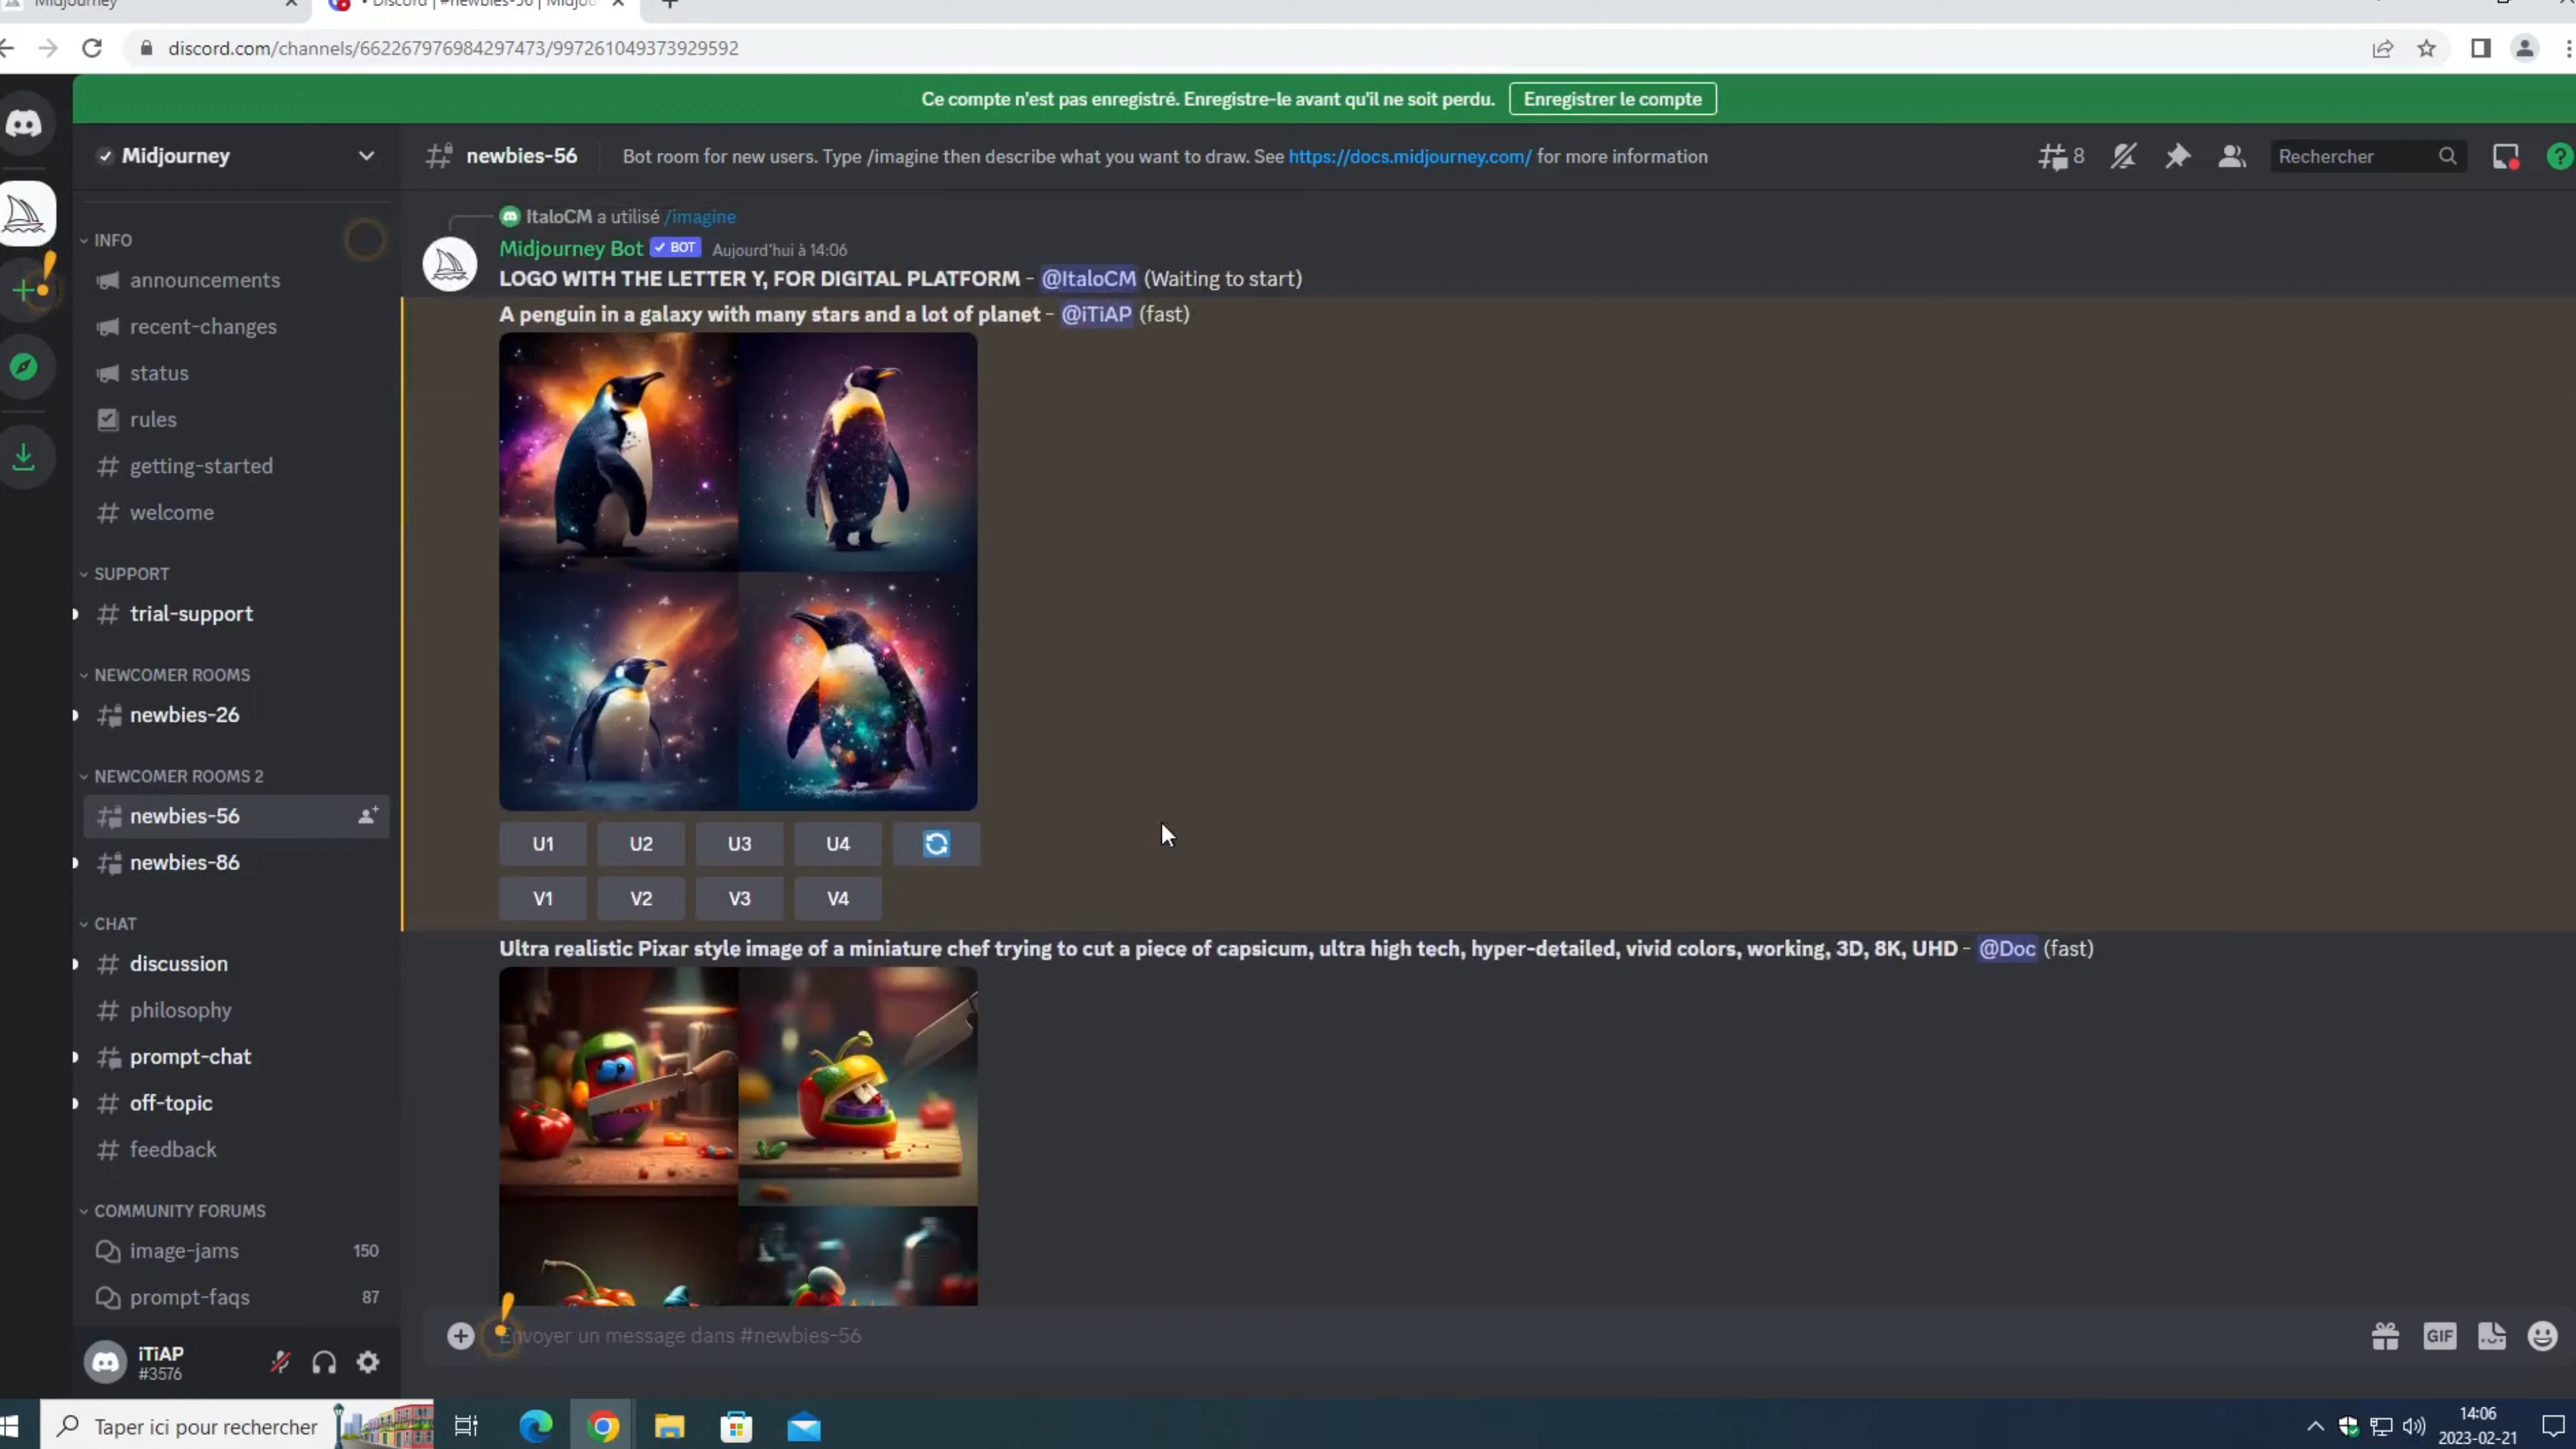 Midjourney
• Discord | #newbies-56 | Midjou
discord.com/channels/662267976984297473/997261049373929592
Ce compte n'est pas enregistré. Enregistre-le avant qu'il ne soit perdu.
Enregistrer le compte
Midjourney
newbies-56
Bot room for new users. Type /imagine then describe what you want to draw. See https://docs.midjourney.com/ for more information
8
Rechercher
INFO
announcements
recent-changes
status
rules
getting-started
welcome
SUPPORT
trial-support
NEWCOMER ROOMS
newbies-26
NEWCOMER ROOMS 2
newbies-56
newbies-86
CHAT
discussion
philosophy
prompt-chat
off-topic
feedback
COMMUNITY FORUMS
image-jams 150
prompt-faqs 87
iTiAP
#3576
ItaloCM a utilisé /imagine
Midjourney Bot BOT Aujourd'hui à 14:06
LOGO WITH THE LETTER Y, FOR DIGITAL PLATFORM - @ItaloCM (Waiting to start)
A penguin in a galaxy with many stars and a lot of planet - @iTiAP (fast)
U1 U2 U3 U4
V1 V2 V3 V4
Ultra realistic Pixar style image of a miniature chef trying to cut a piece of capsicum, ultra high tech, hyper-detailed, vivid colors, working, 3D, 8K, UHD - @Doc (fast)
Envoyer un message dans #newbies-56
GIF
Taper ici pour rechercher
14:06
2023-02-21